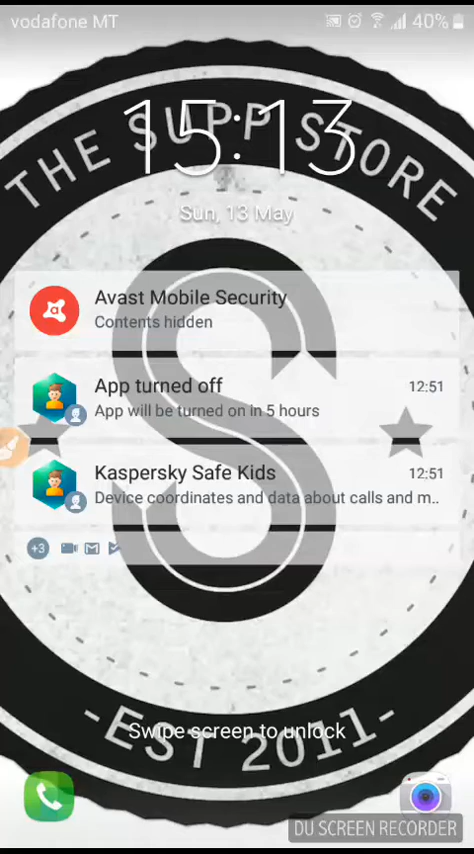 vodafone MT
40%
THE SUPP STORE
15:13
Sun, 13 May
Avast Mobile Security
Contents hidden
App turned off
12:51
App will be turned on in 5 hours
Kaspersky Safe Kids
12:51
Device coordinates and data about calls and m..
+3
Swipe screen to unlock
-EST 2011-
DU SCREEN RECORDER